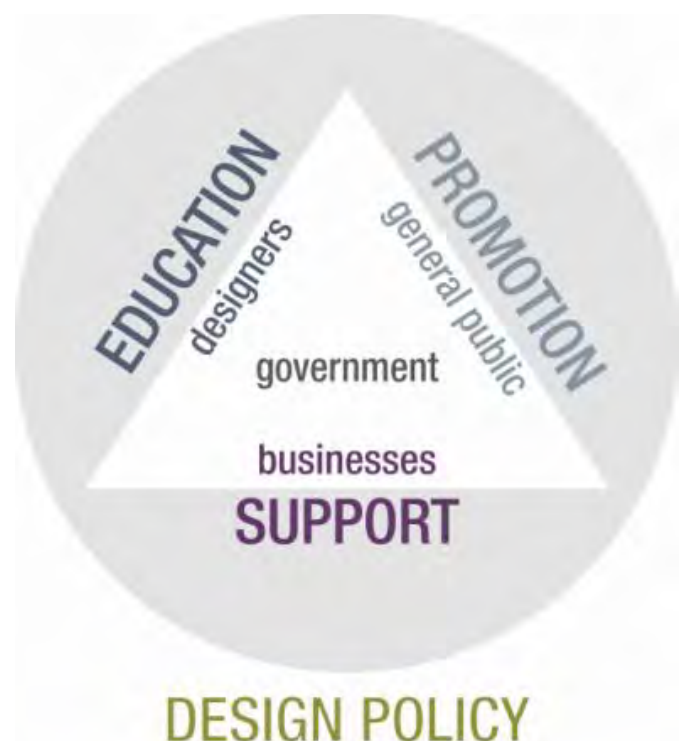 EDUCATION
designers
PROMOTION
general public
government
businesses
SUPPORT
DESIGN POLICY